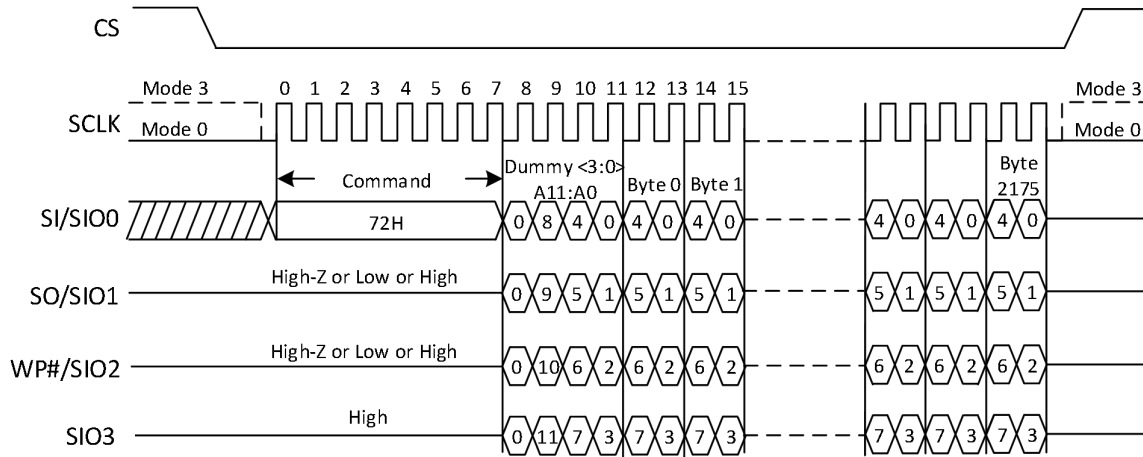 CS
Mode 3
0 1 2 3 4 5 6 7 8 9 10 11 12 13 14 15
Mode 3
SCLK
Mode 0
Mode 0
Dummy <3:0>
A11:A0
Command
Byte 0
Byte 1
Byte
2175
SI/SIO0
72H
0 8 4 0 4 0 4 0
4 0 4 0 4 0
High-Z or Low or High
SO/SIO1
0 9 5 1 5 1 5 1
5 1 5 1 5 1
High-Z or Low or High
WP#/SIO2
0 10 6 2 6 2 6 2
6 2 6 2 6 2
High
SIO3
0 11 7 3 7 3 7 3
7 3 7 3 7 3